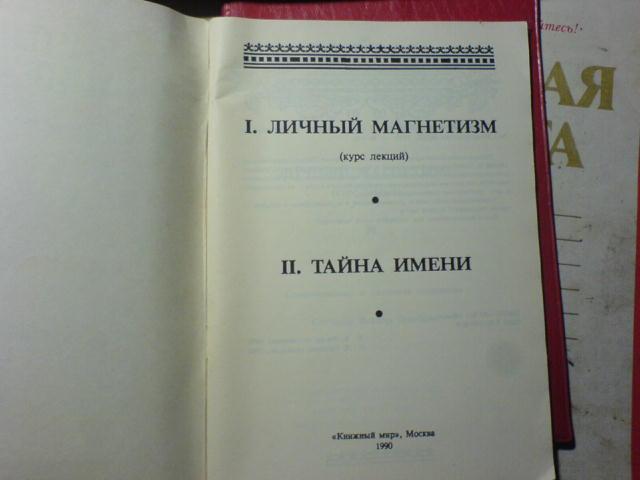 I. ЛИЧНЫЙ МАГНЕТИЗМ
(курс лекций)
II. ТАЙНА ИМЕНИ
«Книжный мир», Москва
1990